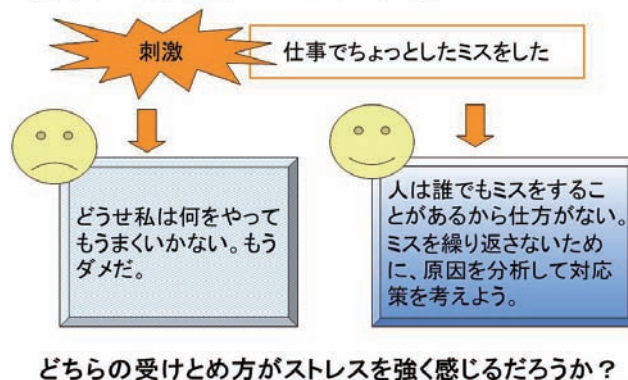 刺激
仕事でちょっとしたミスをした
どうせ私は何をやって
もうまくいかない。もう
ダメだ。
人は誰でもミスをするこ
とがあるから仕方がない。
ミスを繰り返さないため
に、原因を分析して対応
策を考えよう。
どちらの受けとめ方がストレスを強く感じるだろうか？